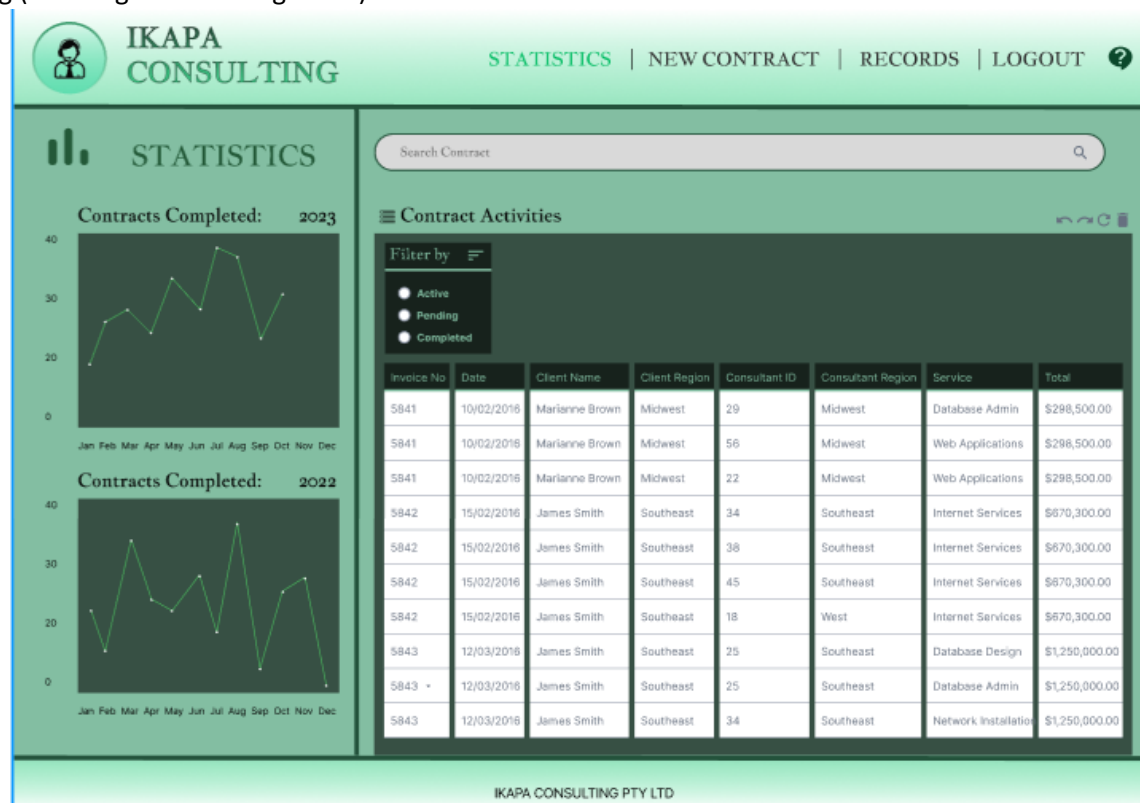 IKAPA
CONSULTING
STATISTICS | NEW CONTRACT | RECORDS | LOGOUT ?
STATISTICS
Contracts Completed: 2023
40
30
20
0
Jan Feb Mar Apr May Jun Jul Aug Sep Oct Nov Dec
Contracts Completed: 2022
40
30
20
0
Jan Feb Mar Apr May Jun Jul Aug Sep Oct Nov Dec
Search Contract
Contract Activities
Filter by
Active
Pending
Completed
Invoice No Date Client Name Client Region Consultant ID Consultant Region Service Total
5841 10/02/2016 Marianne Brown Midwest 29 Midwest Database Admin $298,500.00
5841 10/02/2016 Marianne Brown Midwest 56 Midwest Web Applications $298,500.00
5841 10/02/2016 Marianne Brown Midwest 22 Midwest Web Applications $298,500.00
5842 15/02/2016 James Smith Southeast 34 Southeast Internet Services $670,300.00
5842 15/02/2016 James Smith Southeast 38 Southeast Internet Services $670,300.00
5842 15/02/2016 James Smith Southeast 45 Southeast Internet Services $670,300.00
5842 15/02/2016 James Smith Southeast 18 West Internet Services $670,300.00
5843 12/03/2016 James Smith Southeast 25 Southeast Database Design $1,250,000.00
5843 12/03/2016 James Smith Southeast 25 Southeast Database Admin $1,250,000.00
5843 12/03/2016 James Smith Southeast 34 Southeast Network Installatio $1,250,000.00
IKAPA CONSULTING PTY LTD